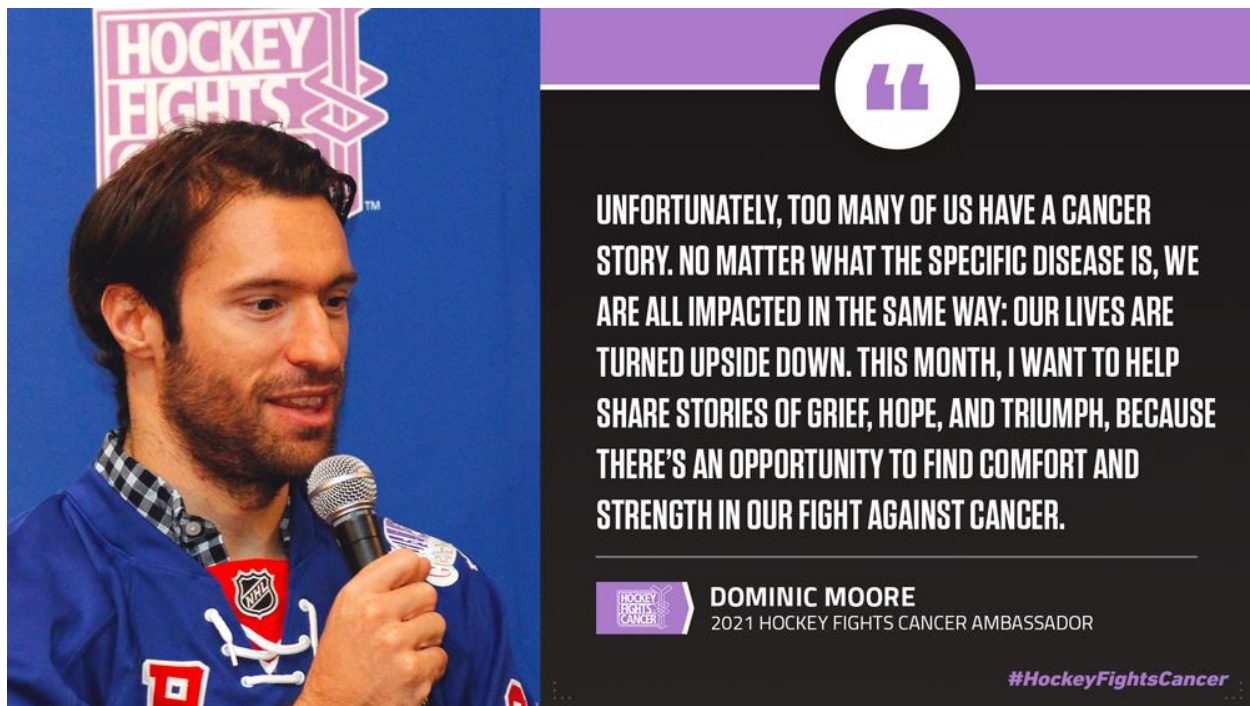 HOCKEY
FIGHTS
TM
NHL
UNFORTUNATELY, TOO MANY OF US HAVE A CANCER
STORY. NO MATTER WHAT THE SPECIFIC DISEASE IS, WE
ARE ALL IMPACTED IN THE SAME WAY: OUR LIVES ARE
TURNED UPSIDE DOWN. THIS MONTH, I WANT TO HELP
SHARE STORIES OF GRIEF, HOPE, AND TRIUMPH, BECAUSE
THERE'S AN OPPORTUNITY TO FIND COMFORT AND
STRENGTH IN OUR FIGHT AGAINST CANCER.
HOCKEY
FIGHTS
CANCER
DOMINIC MOORE
2021 HOCKEY FIGHTS CANCER AMBASSADOR
#HockeyFightsCancer